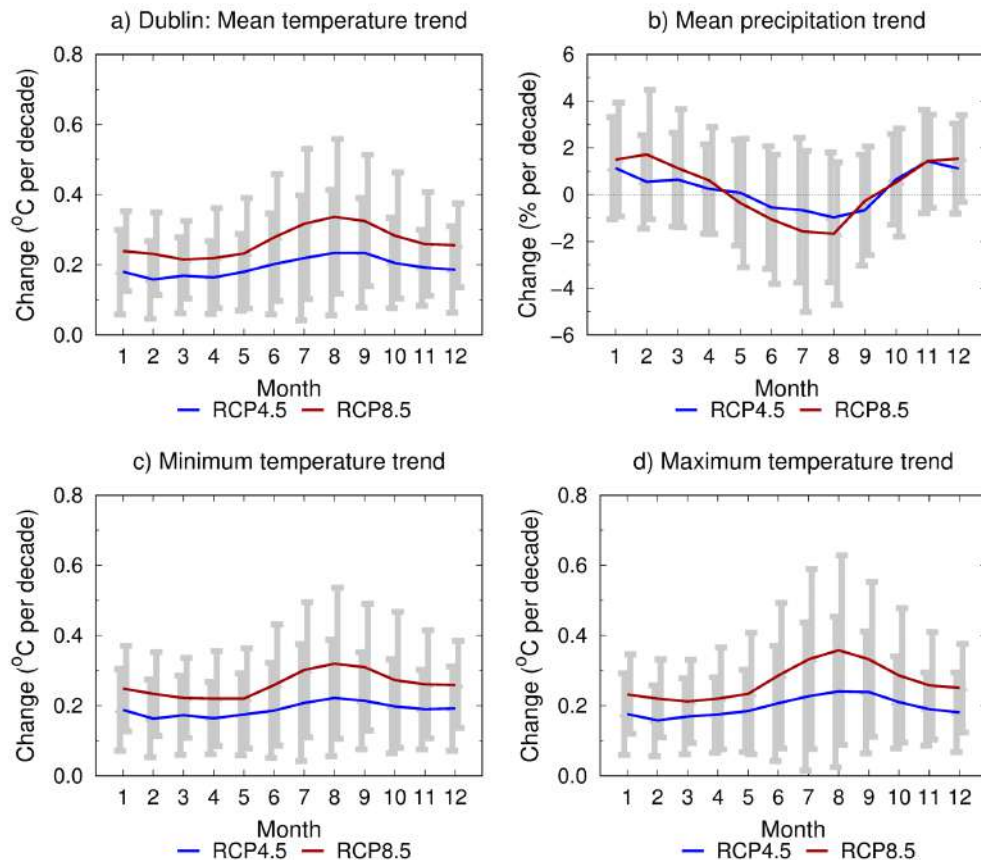 a) Dublin: Mean temperature trend
Change (°C per decade)
0.8
0.6
0.4
0.2
0.0
1 2 3 4 5 6 7 8 9 10 11 12
Month
RCP4.5 RCP8.5
b) Mean precipitation trend
Change (% per decade)
6
4
2
0
−2
−4
−6
1 2 3 4 5 6 7 8 9 10 11 12
Month
RCP4.5 RCP8.5
c) Minimum temperature trend
Change (°C per decade)
0.8
0.6
0.4
0.2
0.0
1 2 3 4 5 6 7 8 9 10 11 12
Month
RCP4.5 RCP8.5
d) Maximum temperature trend
Change (°C per decade)
0.8
0.6
0.4
0.2
0.0
1 2 3 4 5 6 7 8 9 10 11 12
Month
RCP4.5 RCP8.5